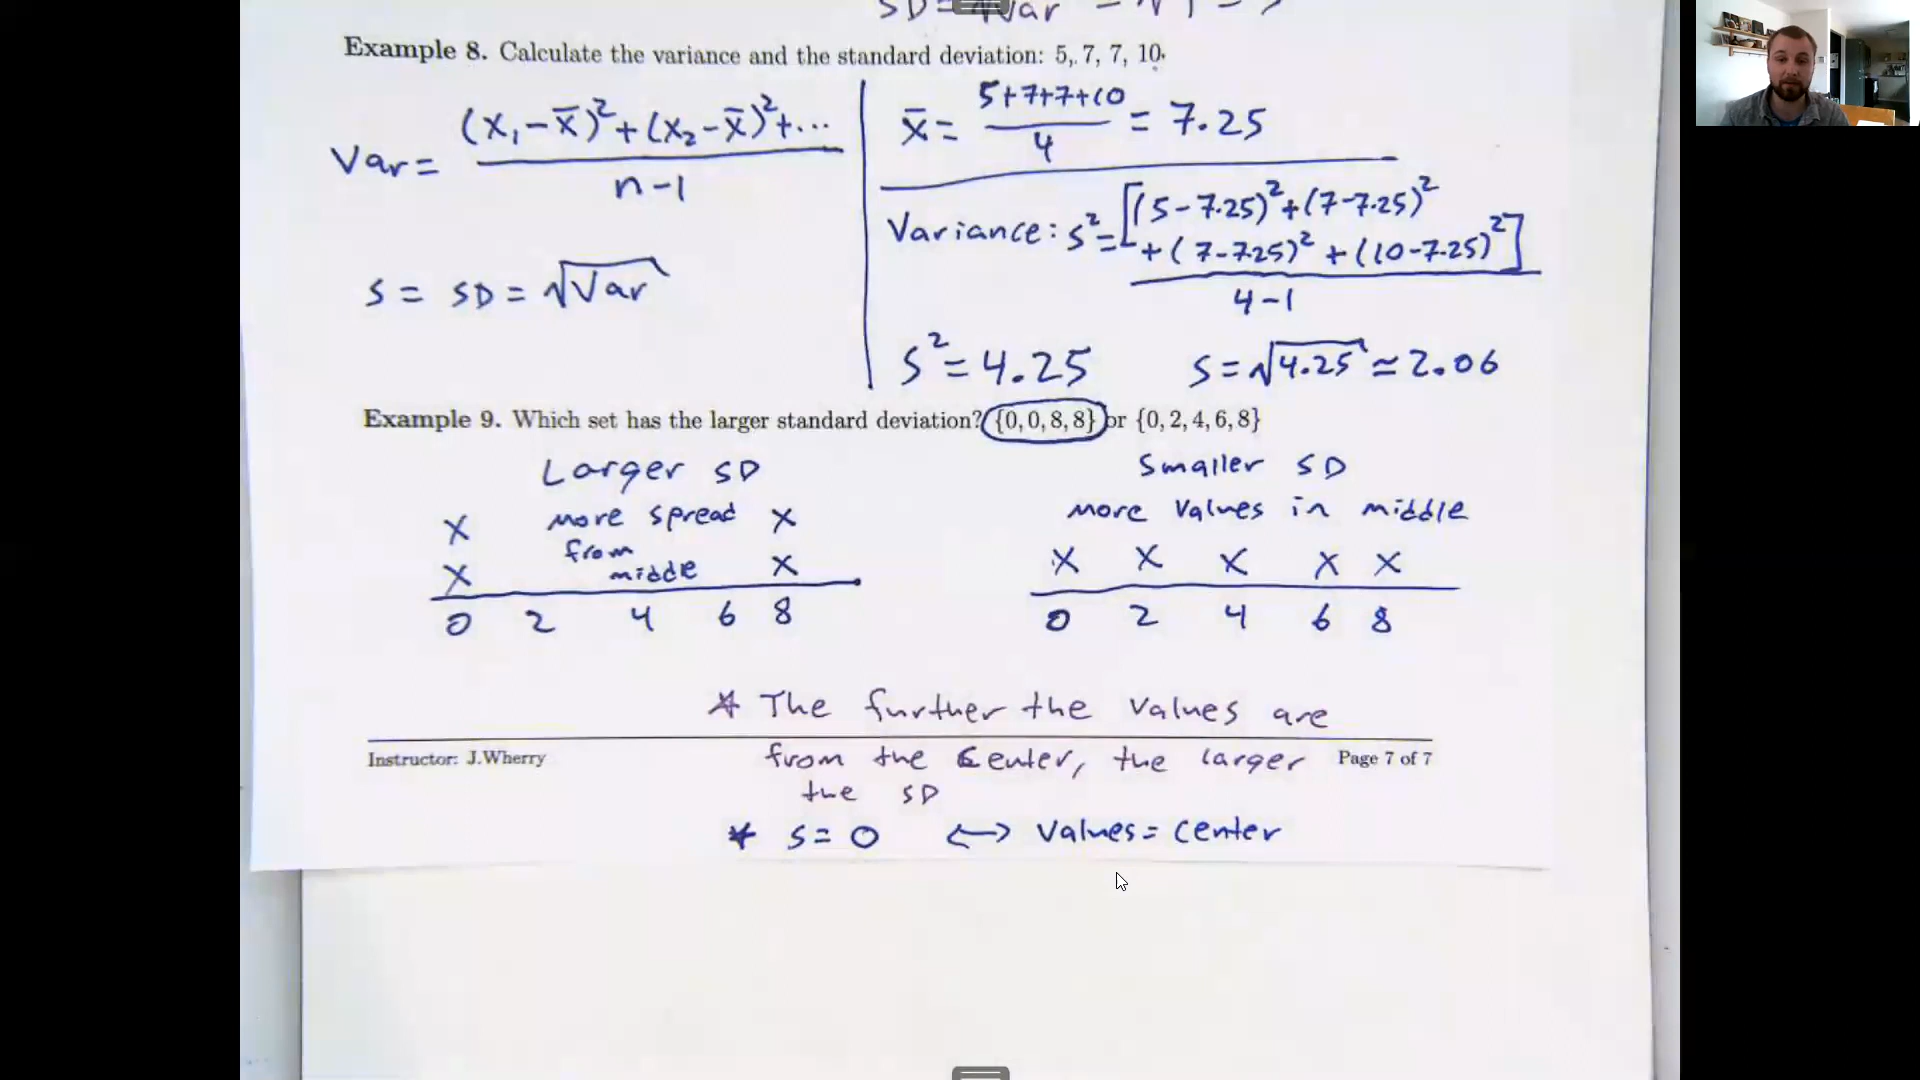 SD = √Var
Example 8. Calculate the variance and the standard deviation: 5, 7, 7, 10.
Var = (x₁ - x̄)² + (x₂ - x̄)² + ... / n - 1
s = SD = √Var
x̄ = 5+7+7+10 / 4 = 7.25
Variance: s² = [(5 - 7.25)² + (7 - 7.25)²
+ (7 - 7.25)² + (10 - 7.25)²]
4 - 1
s² = 4.25
s = √4.25 ≃ 2.06
Example 9. Which set has the larger standard deviation? {0, 0, 8, 8} or {0, 2, 4, 6, 8}
Larger SD
x more spread x
from
x midde x
0 2 4 6 8
Smaller SD
more values in middle
x x x x x
0 2 4 6 8
* The further the values are
from the center, the larger
the SD
* s = 0 ↔ values = center
Instructor: J.Wherry
Page 7 of 7